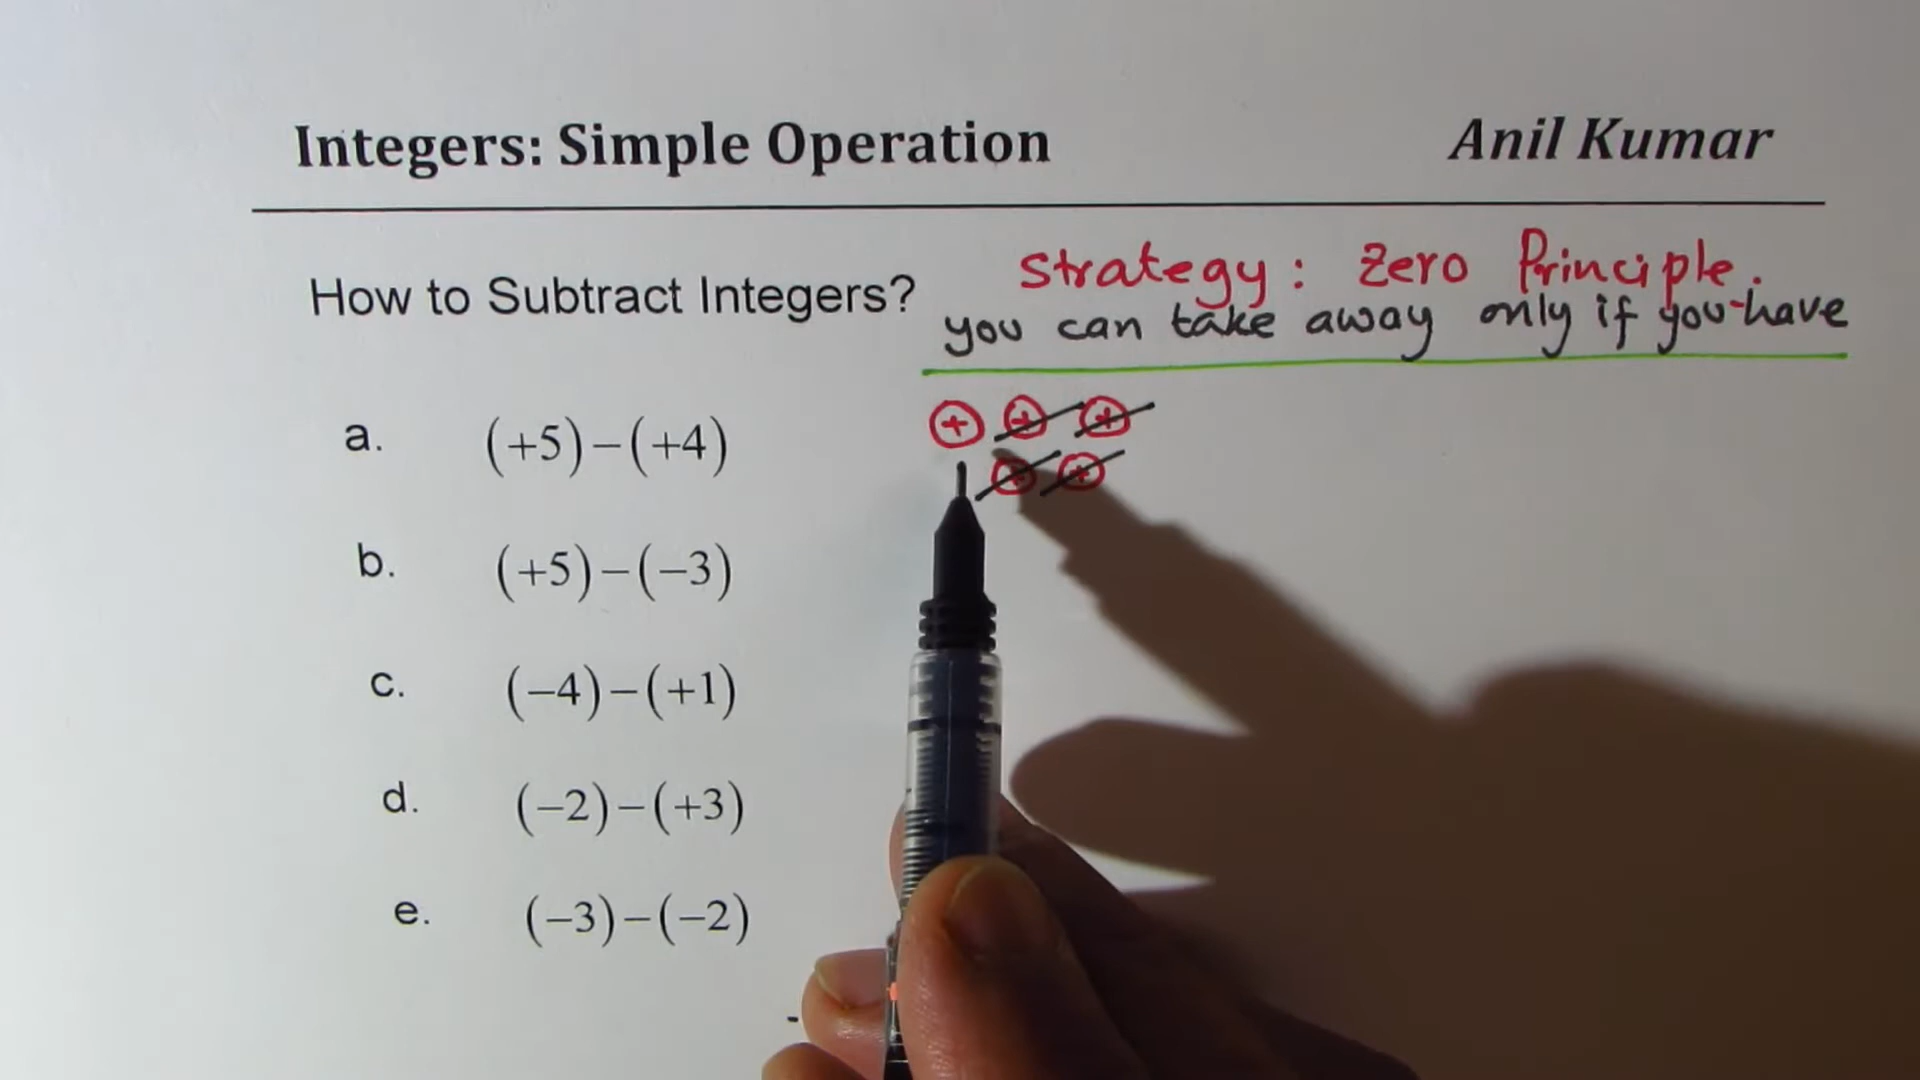 Integers: Simple Operation Anil Kumar
How to Subtract Integers? Strategy: Zero Principle.
you can take away only if you have
a. (+5)−(+4)
+ + +
+ +
b. (+5)−(−3)
c. (−4)−(+1)
d. (−2)−(+3)
e. (−3)−(−2)